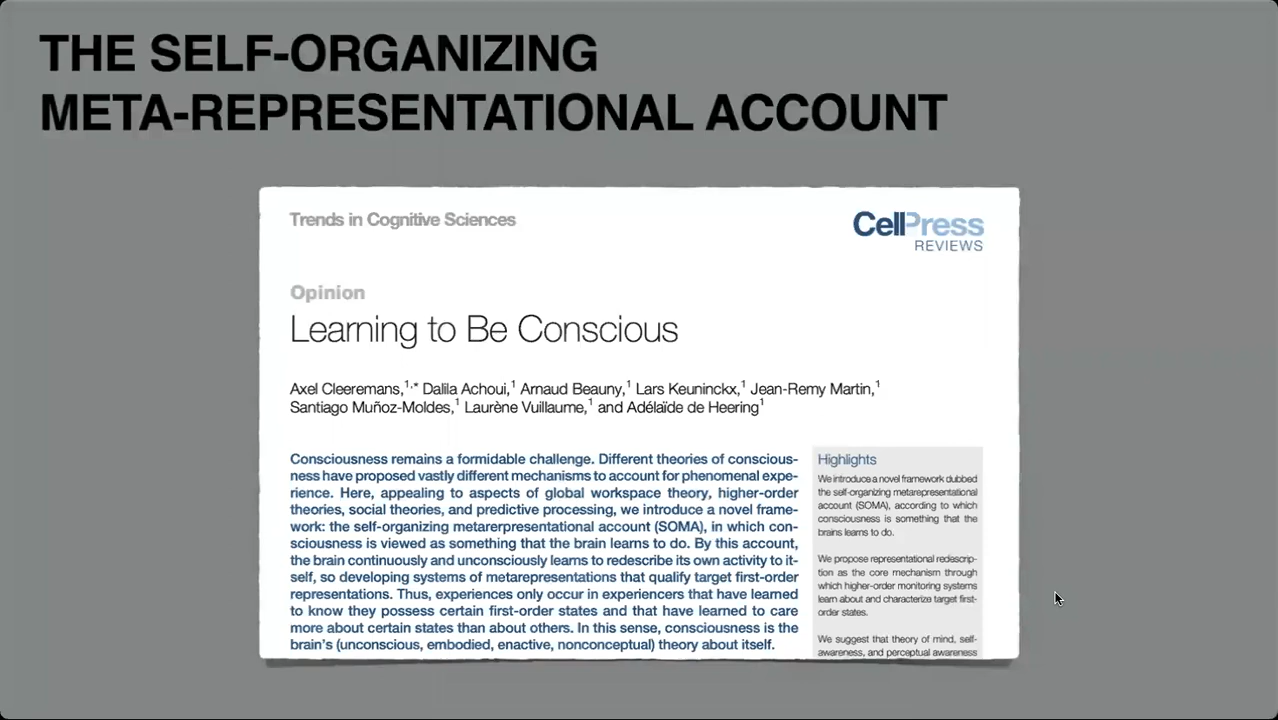 THE SELF-ORGANIZING
META-REPRESENTATIONAL ACCOUNT
Trends in Cognitive Sciences
CellPress
REVIEWS
Opinion
Learning to Be Conscious
Axel Cleeremans,1,* Dalila Achoui,1 Arnaud Beauny,1 Lars Keuninckx,1 Jean-Remy Martin,1
Santiago Muñoz-Moldes,1 Laurène Vuillaume,1 and Adélaïde de Heering1
Consciousness remains a formidable challenge. Different theories of conscious-
ness have proposed vastly different mechanisms to account for phenomenal expe-
rience. Here, appealing to aspects of global workspace theory, higher-order
theories, social theories, and predictive processing, we introduce a novel frame-
work: the self-organizing metarerpresentational account (SOMA), in which con-
sciousness is viewed as something that the brain learns to do. By this account,
the brain continuously and unconsciously learns to redescribe its own activity to it-
self, so developing systems of metarepresentations that qualify target first-order
representations. Thus, experiences only occur in experiencers that have learned
to know they possess certain first-order states and that have learned to care
more about certain states than about others. In this sense, consciousness is the
brain's (unconscious, embodied, enactive, nonconceptual) theory about itself.
Highlights
We introduce a novel framework dubbed
the self-organizing metarepresentational
account (SOMA), according to which
consciousness is something that the
brains learns to do.
We propose representational redescrip-
tion as the core mechanism through
which higher-order monitoring systems
learn about and characterize target first-
order states.
We suggest that theory of mind, self-
awareness, and perceptual awareness